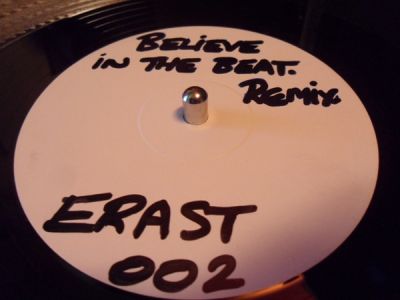 BELIEVE
IN THE BEAT.
REMIX.
ERAST
002